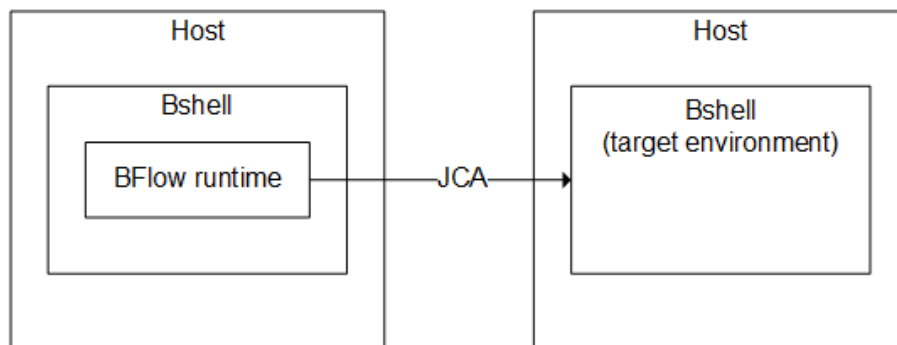 Host
Bshell
BFlow runtime
JCA
Host
Bshell
(target environment)